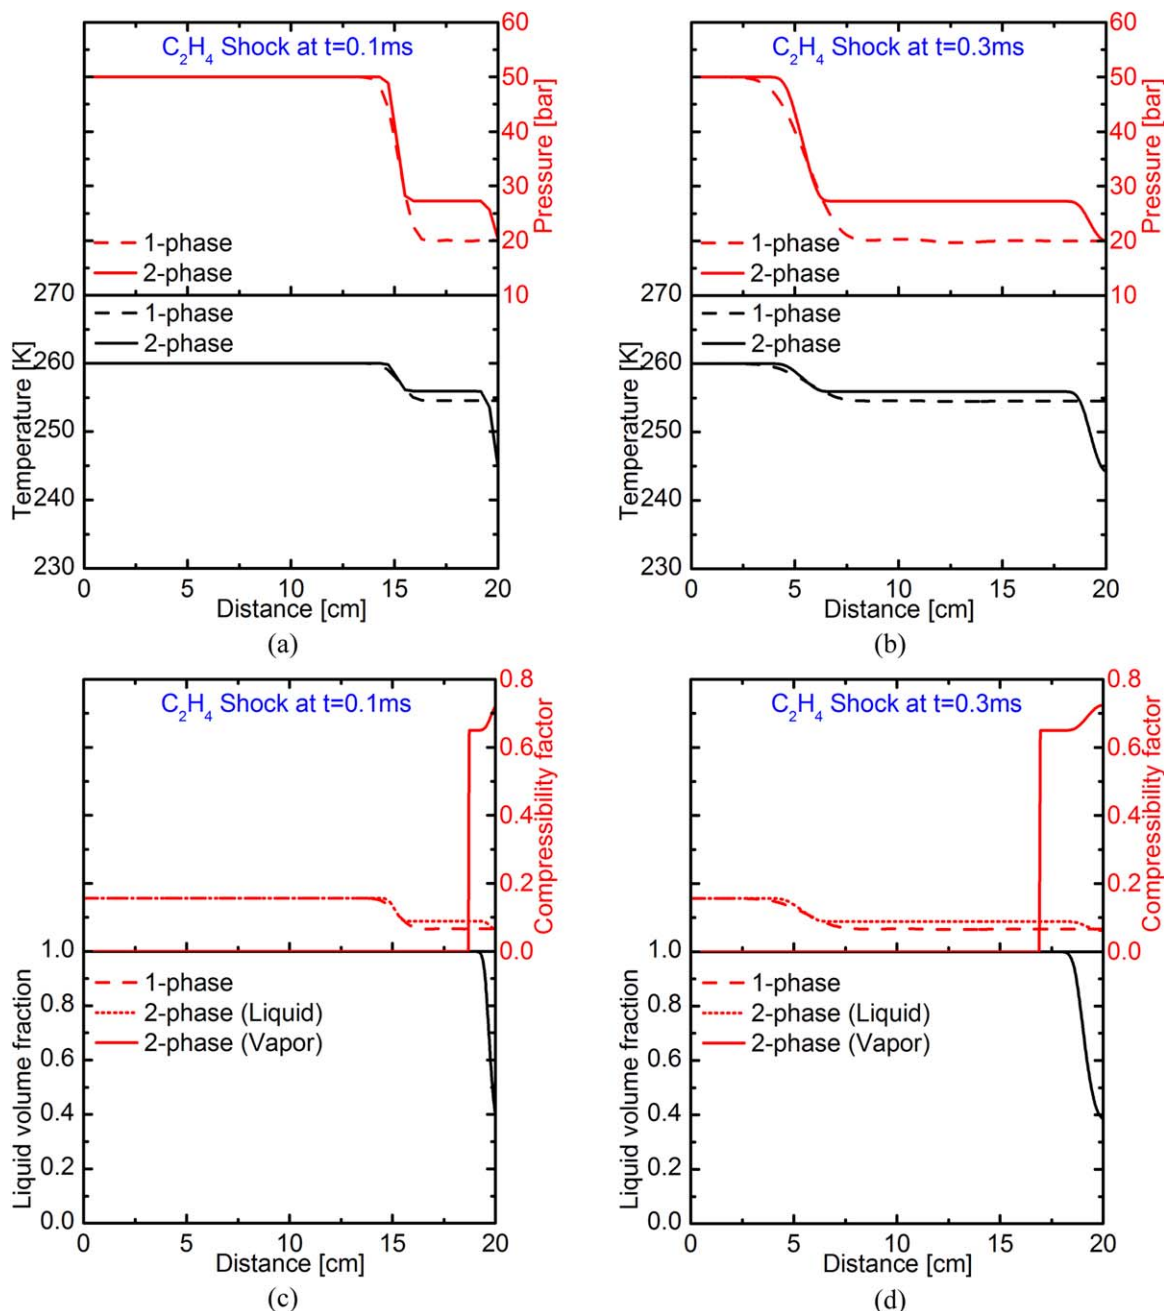 C₂H₄ Shock at t=0.1ms
60
50
40
30
20
10
Pressure [bar]
1-phase
2-phase
270
260
250
240
230
Temperature [K]
1-phase
2-phase
0 5 10 15 20
Distance [cm]
(a)
C₂H₄ Shock at t=0.3ms
60
50
40
30
20
10
Pressure [bar]
1-phase
2-phase
270
260
250
240
230
Temperature [K]
1-phase
2-phase
0 5 10 15 20
Distance [cm]
(b)
C₂H₄ Shock at t=0.1ms
0.8
0.6
0.4
0.2
0.0
Compressibility factor
1.0
0.8
0.6
0.4
0.2
0.0
Liquid volume fraction
1-phase
2-phase (Liquid)
2-phase (Vapor)
0 5 10 15 20
Distance [cm]
(c)
C₂H₄ Shock at t=0.3ms
0.8
0.6
0.4
0.2
0.0
Compressibility factor
1.0
0.8
0.6
0.4
0.2
0.0
Liquid volume fraction
1-phase
2-phase (Liquid)
2-phase (Vapor)
0 5 10 15 20
Distance [cm]
(d)